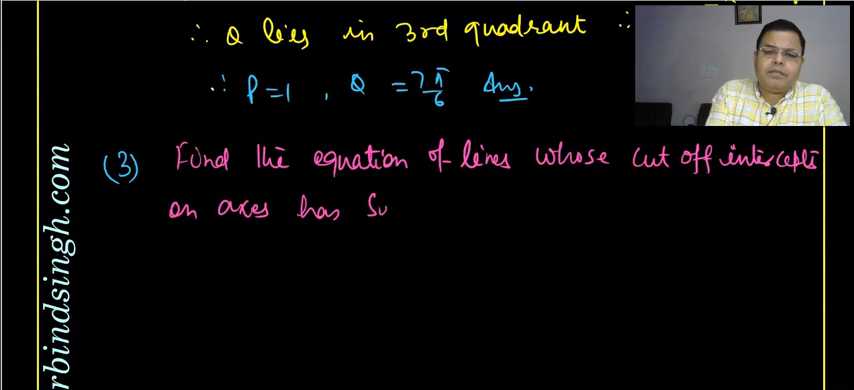 ∴ θ lies in 3rd quadrant ∴
∴ P=1 , θ = 7π/6 Ans.
(3) Find the equation of lines whose cut off intercepts
on axes has Su
rbindsingh.com